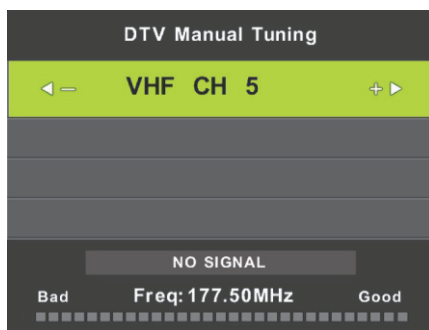 DTV Manual Tuning
VHF CH 5
NO SIGNAL
Bad Freq:177.50MHz Good